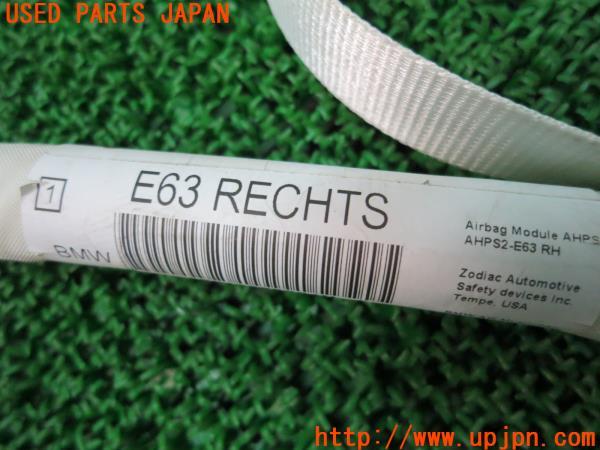 USED PARTS JAPAN
1
E63 RECHTS
BMW
Airbag Module AHPS
AHPS2-E63 RH
Zodiac Automotive
Safety devices Inc.
Tempe, USA
http://www.upjpn.com/